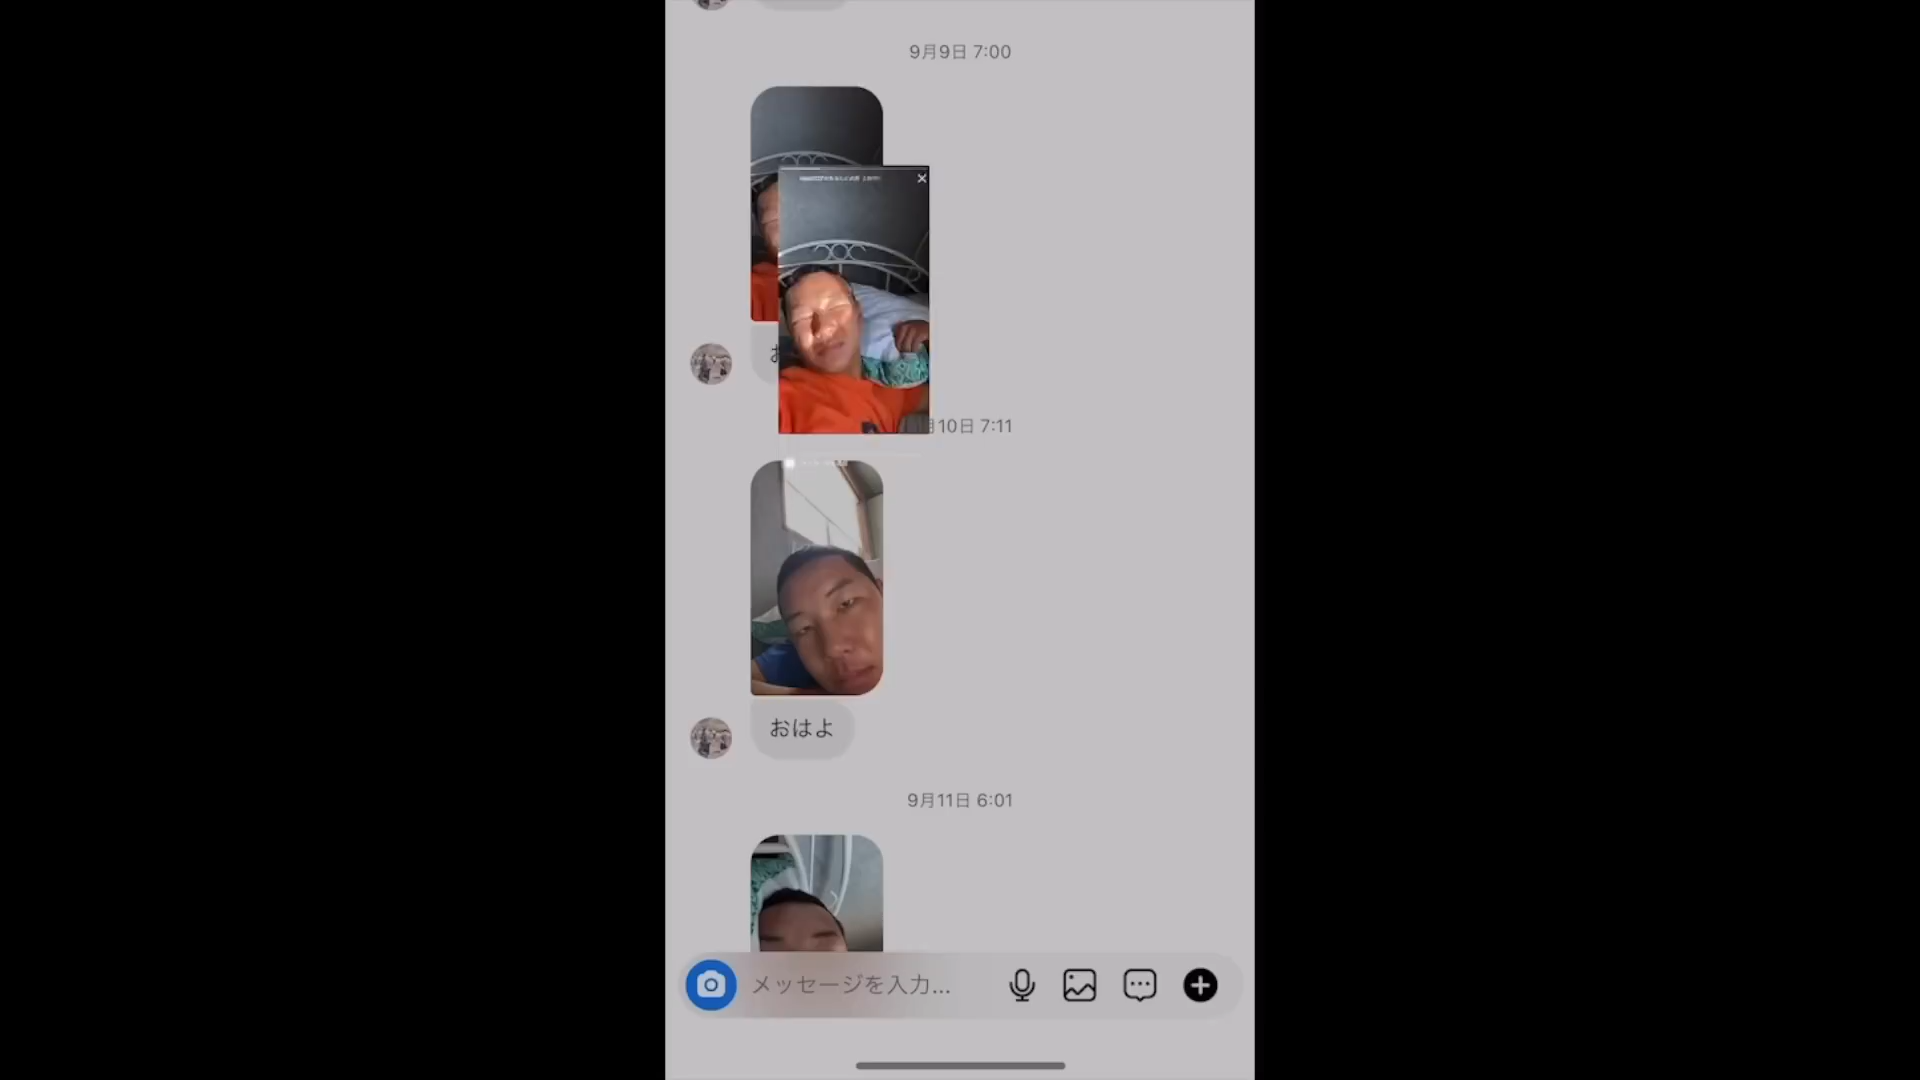 9月9日 7:00
月10日 7:11
おはよ
9月11日 6:01
メッセージを入力...